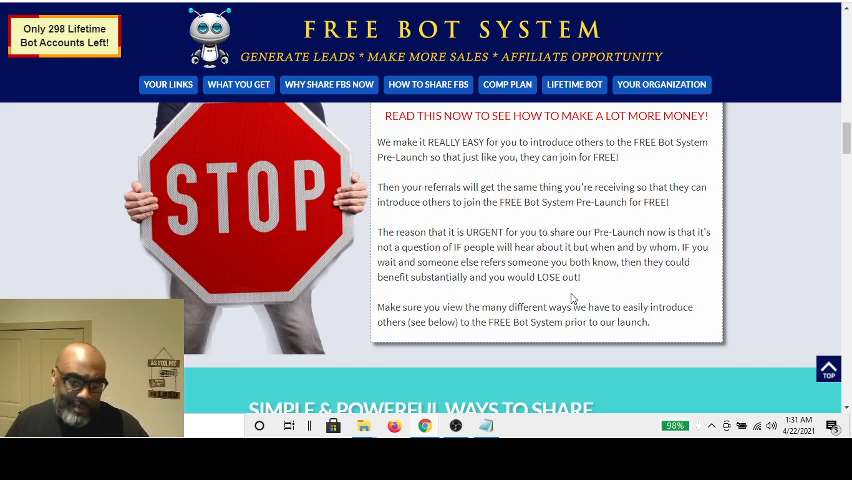 Only 298 Lifetime
Bot Accounts Left!
FREE BOT SYSTEM
GENERATE LEADS * MAKE MORE SALES * AFFILIATE OPPORTUNITY
YOUR LINKS
WHAT YOU GET
WHY SHARE FBS NOW
HOW TO SHARE FBS
COMP PLAN
LIFETIME BOT
YOUR ORGANIZATION
STOP
READ THIS NOW TO SEE HOW TO MAKE A LOT MORE MONEY!
We make it REALLY EASY for you to introduce others to the FREE Bot System
Pre-Launch so that just like you, they can join for FREE!
Then your referrals will get the same thing you're receiving so that they can
introduce others to join the FREE Bot System Pre-Launch for FREE!
The reason that it is URGENT for you to share our Pre-Launch now is that it's
not a question of IF people will hear about it but when and by whom. IF you
wait and someone else refers someone you both know, then they could
benefit substantially and you would LOSE out!
Make sure you view the many different ways we have to easily introduce
others (see below) to the FREE Bot System prior to our launch.
TOP
SIMPLE & POWERFUL WAYS TO SHARE
AS FOR ME
LORD
98%
1:31 AM
4/22/2021
3